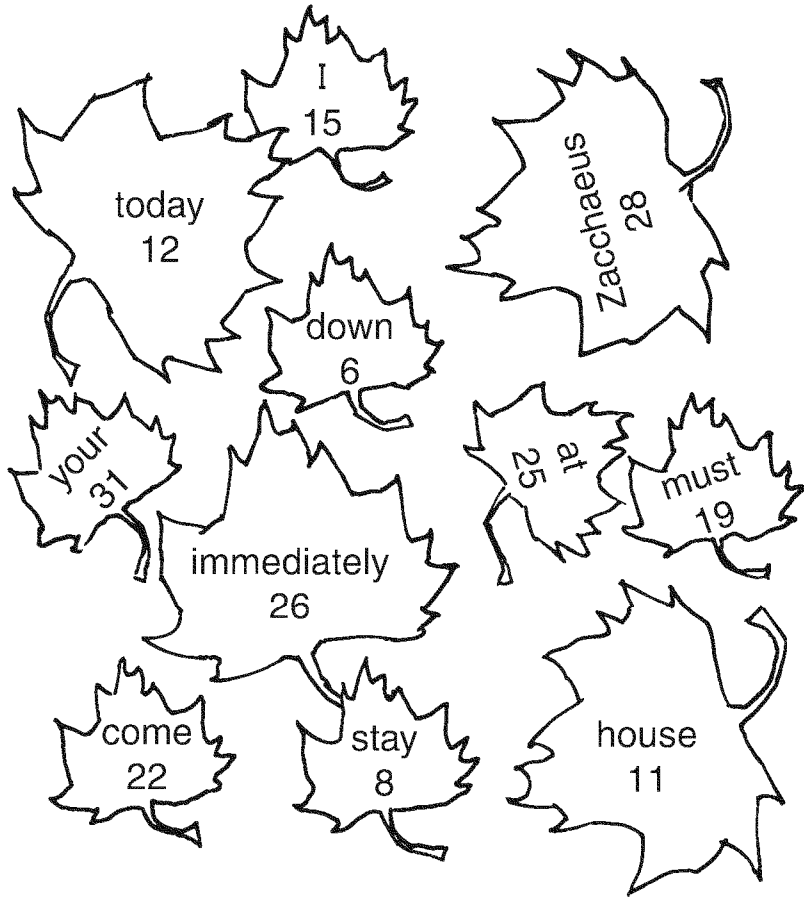 I
15
today
12
Zacchaeus
28
down
6
your
31
at
25
must
19
immediately
26
come
22
stay
8
house
11